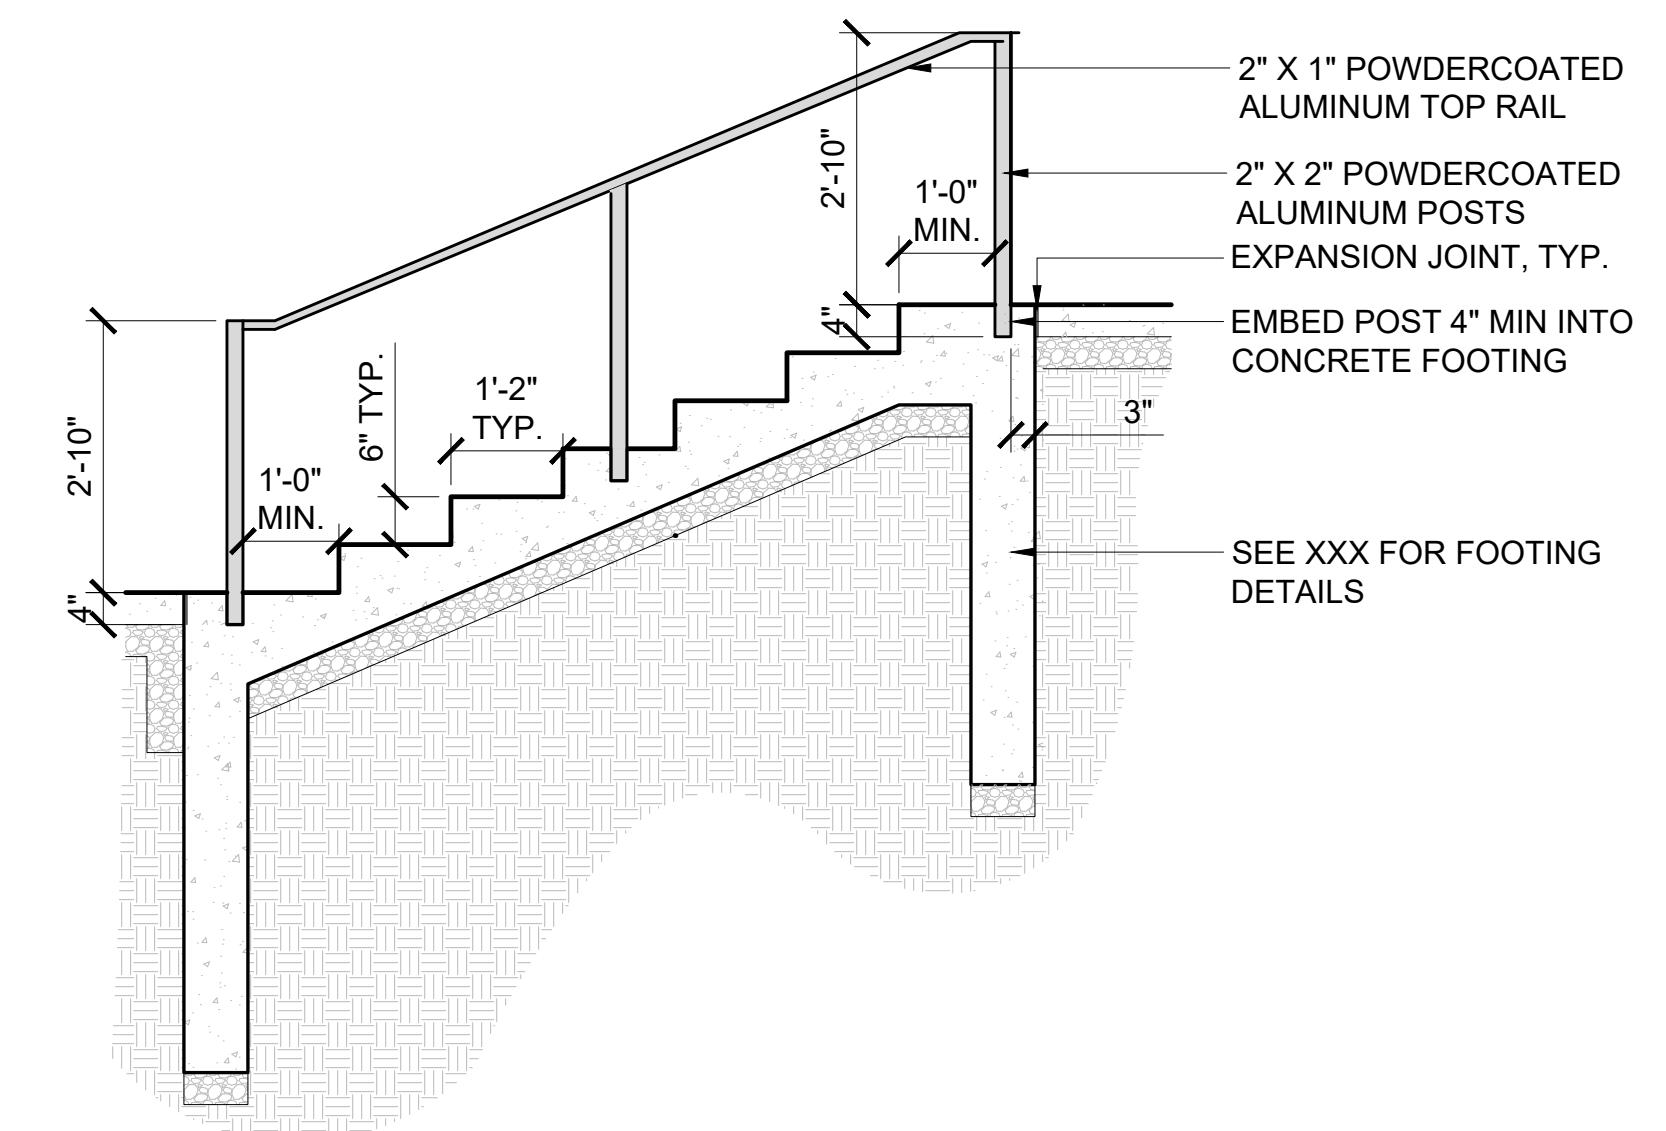 2" X 1" POWDERCOATED
ALUMINUM TOP RAIL
2'-10"
2" X 2" POWDERCOATED
ALUMINUM POSTS
1'-0"
MIN.
EXPANSION JOINT, TYP.
4"
EMBED POST 4" MIN INTO
CONCRETE FOOTING
6" TYP.
1'-2"
TYP.
3"
2'-10"
1'-0"
MIN.
SEE XXX FOR FOOTING
DETAILS
4"